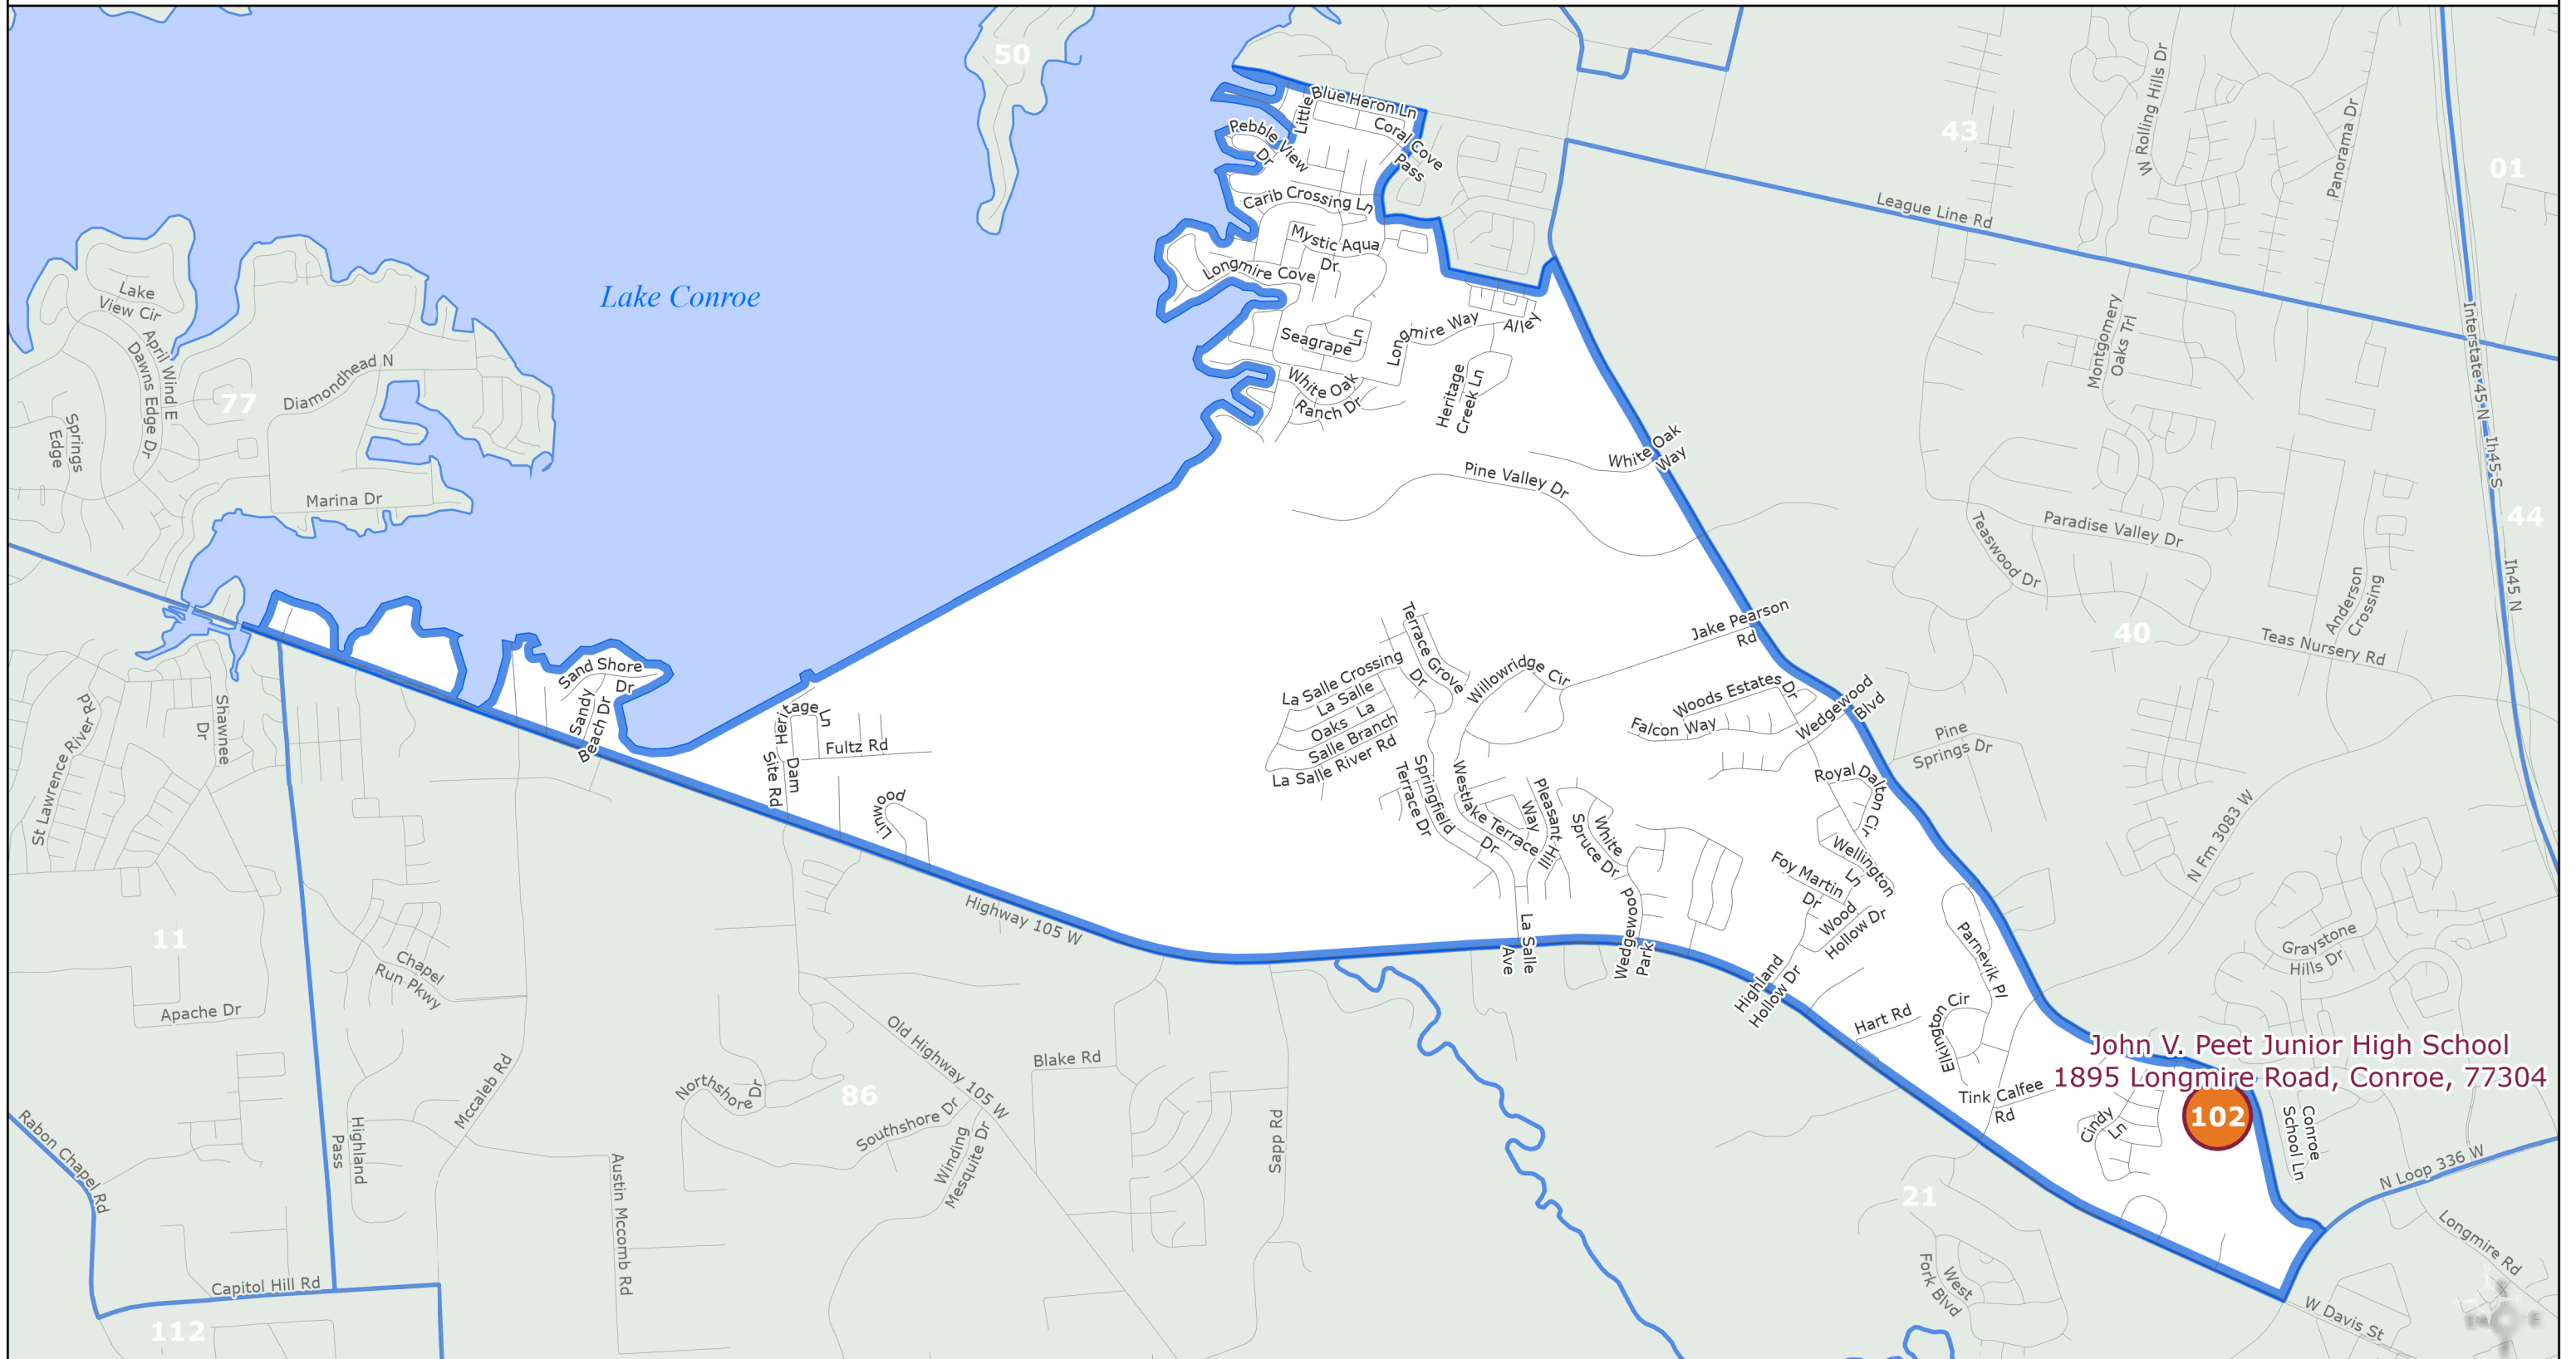 50
Blue Heron Ln
Little
Coral Cove
Pass
Pebble View
Dr
Carib Crossing Ln
Mystic Aqua
Dr
Longmire Cove
43
W Rolling Hills Dr
Panorama Dr
01
League Line Rd
Lake Conroe
Lake
View Cir
April Wind E
Dawns Edge Dr
77
Diamondhead N
Springs
Edge
Marina Dr
Seagrape
Ln
Longmire Way
Alley
White Oak
Ranch Dr
Heritage
Creek Ln
White Oak
Way
Pine Valley Dr
Montgomery
Oaks Trl
Interstate 45 N
Ih45 S
44
Ih45 N
Paradise Valley Dr
Teaswood Dr
Anderson
Crossing
40
Teas Nursery Rd
Jake Pearson
Rd
Terrace Grove
Dr
La Salle Crossing
La Salle
Oaks La
Salle Branch
La Salle River Rd
Willowridge Cir
Woods Estates Dr
Falcon Way
Wedgewood
Blvd
Pine
Springs Dr
Sand Shore
Dr
Sandy
Beach Dr
Heritage Ln
Fultz Rd
Dam
Site Rd
Linwood
St Lawrence River Rd
Shawnee
Dr
Springfield
Terrace Dr
Dr
Westlake Terrace
Pleasant Hill
Way
White
Spruce Dr
Royal Dalton Cir
Wellington
Ln
Foy Martin
Dr
Wood
Hollow Dr
N Fm 3083 W
Highway 105 W
La Salle
Ave
Wedgewood
Park
Highland
Hollow Dr
Parnevik Pl
Graystone
Hills Dr
11
Chapel
Run Pkwy
Apache Dr
Old Highway 105 W
Blake Rd
Hart Rd
Elkington Cir
John V. Peet Junior High School
1895 Longmire Road, Conroe, 77304
102
Tink Calfee
Rd
Cindy
Ln
Conroe
School Ln
Mccaleb Rd
Northshore Dr
86
Southshore Dr
Winding
Mesquite Dr
Sapp Rd
Highland
Pass
Rabon Chapel Rd
Austin Mccomb Rd
21
N Loop 336 W
Longmire Rd
West
Fork Blvd
Capitol Hill Rd
112
W Davis St